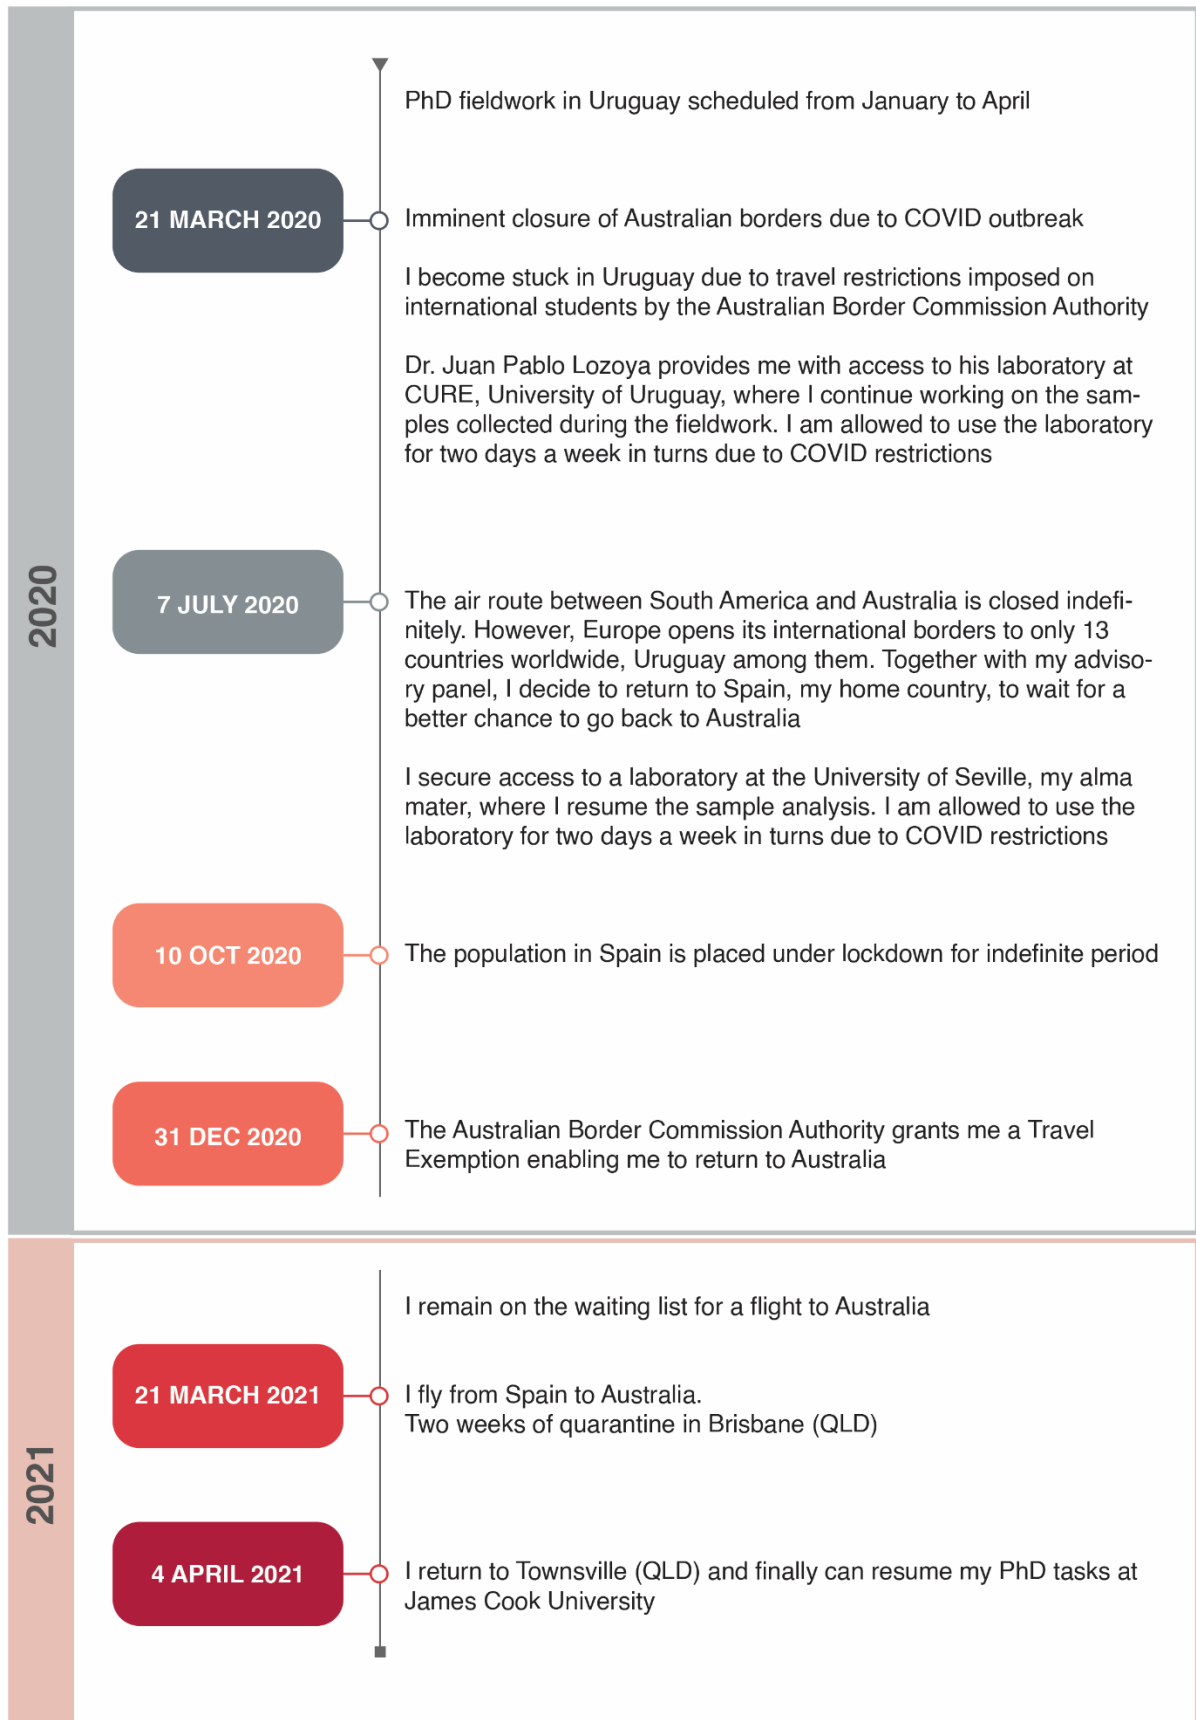 2020
PhD fieldwork in Uruguay scheduled from January to April
21 MARCH 2020
Imminent closure of Australian borders due to COVID outbreak
I become stuck in Uruguay due to travel restrictions imposed on
international students by the Australian Border Commission Authority
Dr. Juan Pablo Lozoya provides me with access to his laboratory at
CURE, University of Uruguay, where I continue working on the sam-
ples collected during the fieldwork. I am allowed to use the laboratory
for two days a week in turns due to COVID restrictions
7 JULY 2020
The air route between South America and Australia is closed indefi-
nitely. However, Europe opens its international borders to only 13
countries worldwide, Uruguay among them. Together with my adviso-
ry panel, I decide to return to Spain, my home country, to wait for a
better chance to go back to Australia
I secure access to a laboratory at the University of Seville, my alma
mater, where I resume the sample analysis. I am allowed to use the
laboratory for two days a week in turns due to COVID restrictions
10 OCT 2020
The population in Spain is placed under lockdown for indefinite period
31 DEC 2020
The Australian Border Commission Authority grants me a Travel
Exemption enabling me to return to Australia
2021
I remain on the waiting list for a flight to Australia
21 MARCH 2021
I fly from Spain to Australia.
Two weeks of quarantine in Brisbane (QLD)
4 APRIL 2021
I return to Townsville (QLD) and finally can resume my PhD tasks at
James Cook University